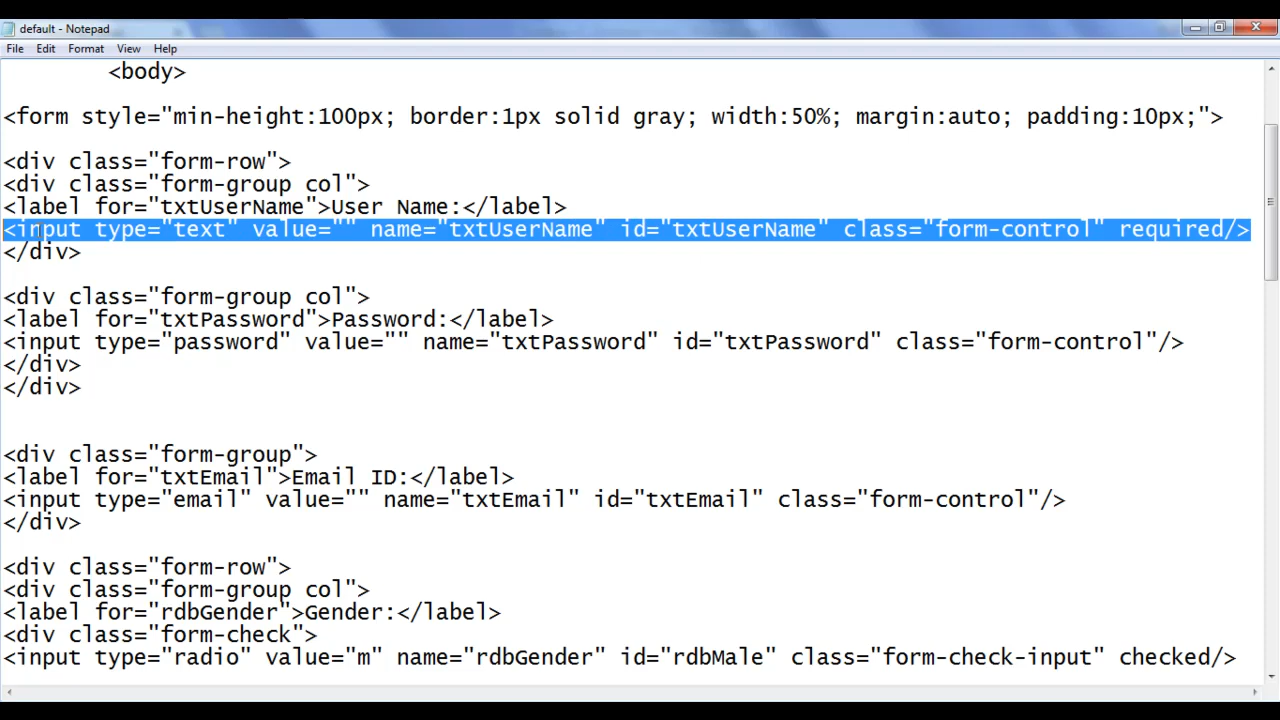 default - Notepad
File Edit Format View Help
<body>
<form style="min-height:100px; border:1px solid gray; width:50%; margin:auto; padding:10px;">
<div class="form-row">
<div class="form-group col">
<label for="txtUserName">User Name:</label>
<input type="text" value="" name="txtUserName" id="txtUserName" class="form-control" required/>
</div>
<div class="form-group col">
<label for="txtPassword">Password:</label>
<input type="password" value="" name="txtPassword" id="txtPassword" class="form-control"/>
</div>
</div>
<div class="form-group">
<label for="txtEmail">Email ID:</label>
<input type="email" value="" name="txtEmail" id="txtEmail" class="form-control"/>
</div>
<div class="form-row">
<div class="form-group col">
<label for="rdbGender">Gender:</label>
<div class="form-check">
<input type="radio" value="m" name="rdbGender" id="rdbMale" class="form-check-input" checked/>